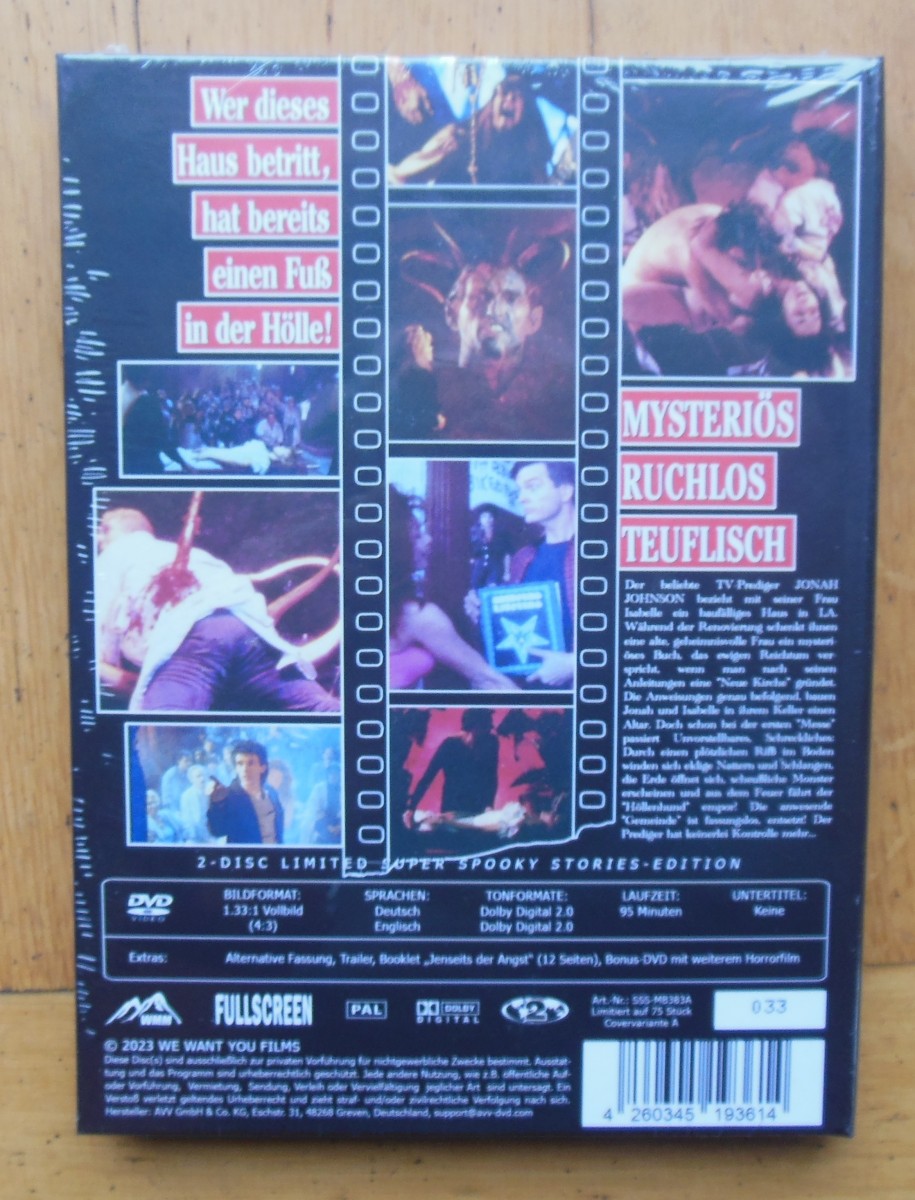 Wer dieses
Haus betritt,
hat bereits
einen Fuß
in der Hölle!
MYSTERIÖS
RUCHLOS
TEUFLISCH
Der beliebte TV-Prediger JONAH
JOHNSON bezieht mit seiner Frau
Isabelle ein baufälliges Haus in LA.
Während der Renovierung schenkt ihnen
eine alte, geheimnisvolle Frau ein mysteri-
öses Buch, das ewigen Reichtum ver-
spricht, wenn man nach seinen
Anleitungen eine "Neue Kirche" gründet.
Die Anweisungen genau befolgend, bauen
Jonah und Isabelle in ihrem Keller einen
Altar. Doch schon bei der ersten "Messe"
passiert Unvorstellbares, Schreckliches:
Durch einen plötzlichen Riß im Boden
winden sich eklige Nattern und Schlangen,
die Erde öffnet sich, scheußliche Monster
erscheinen und aus dem Feuer fährt der
"Höllenhund" empor! Die anwesende
"Gemeinde" ist fassungslos, entsetzt! Der
Prediger hat keinerlei Kontrolle mehr...
2-DISC LIMITED SUPER SPOOKY STORIES-EDITION
DVD
VIDEO
BILDFORMAT:
1.33:1 Vollbild
(4:3)
SPRACHEN:
Deutsch
Englisch
TONFORMATE:
Dolby Digital 2.0
Dolby Digital 2.0
LAUFZEIT:
95 Minuten
UNTERTITEL:
Keine
Extras: Alternative Fassung, Trailer, Booklet „Jenseits der Angst" (12 Seiten), Bonus-DVD mit weiterem Horrorfilm
WMM
FULLSCREEN
PAL
DOLBY
DIGITAL
2
Art.-Nr.: SSS-MB383A
Limitiert auf 75 Stück
Covervariante A
033
© 2023 WE WANT YOU FILMS
Diese Disc(s) sind ausschließlich zur privaten Vorführung für nichtgewerbliche Zwecke bestimmt. Ausstat-
tung und das Programm sind urheberrechtlich geschützt. Jede andere Nutzung, wie z.B. öffentliche Auf-
oder Vorführung, Vermietung, Sendung, Verleih oder Vervielfältigung jeglicher Art sind untersagt. Ein
Verstoß verletzt geltendes Urheberrecht und zieht straf- und/oder zivilrechtliche Verfolgung nach sich.
Hersteller: AVV GmbH & Co. KG, Eschstr. 31, 48268 Greven, Deutschland, support@avv-dvd.com
4 260345 193614